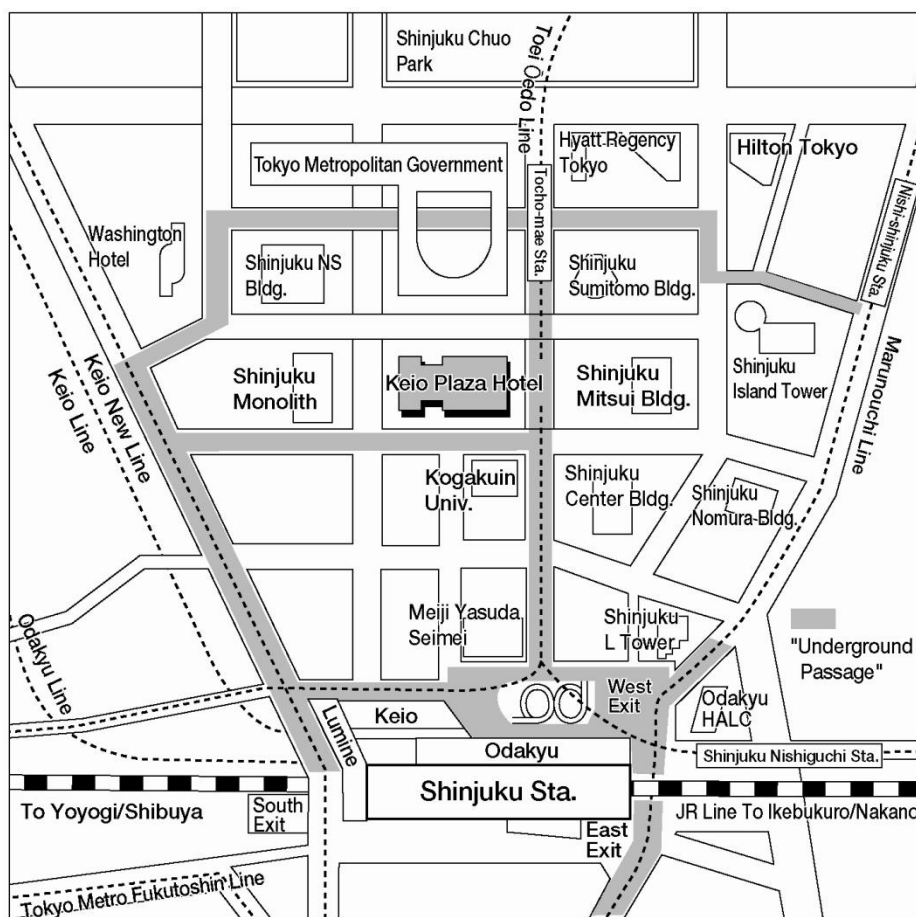 Shinjuku Chuo
Park
Toei Ōedo Line
Hyatt Regency
Tokyo
Hilton Tokyo
Tokyo Metropolitan Government
Tocho-mae Sta.
Nishi-shinjuku Sta.
Washington
Hotel
Shinjuku NS
Bldg.
Shinjuku
Sumitomo Bldg.
Keio New Line
Keio Line
Shinjuku
Monolith
Keio Plaza Hotel
Shinjuku
Mitsui Bldg.
Shinjuku
Island Tower
Marunouchi Line
Kogakuin
Univ.
Shinjuku
Center Bldg.
Shinjuku
Nomura-Bldg.
Odakyu Line
Meiji Yasuda
Seimei
Shinjuku
L Tower
"Underground
Passage"
West
Exit
Odakyu
HALC
Lumine
Keio
Odakyu
Shinjuku Nishiguchi Sta.
Shinjuku Sta.
To Yoyogi/Shibuya
South
Exit
East
Exit
JR Line To Ikebukuro/Nakano
Tokyo Metro Fukutoshin Line